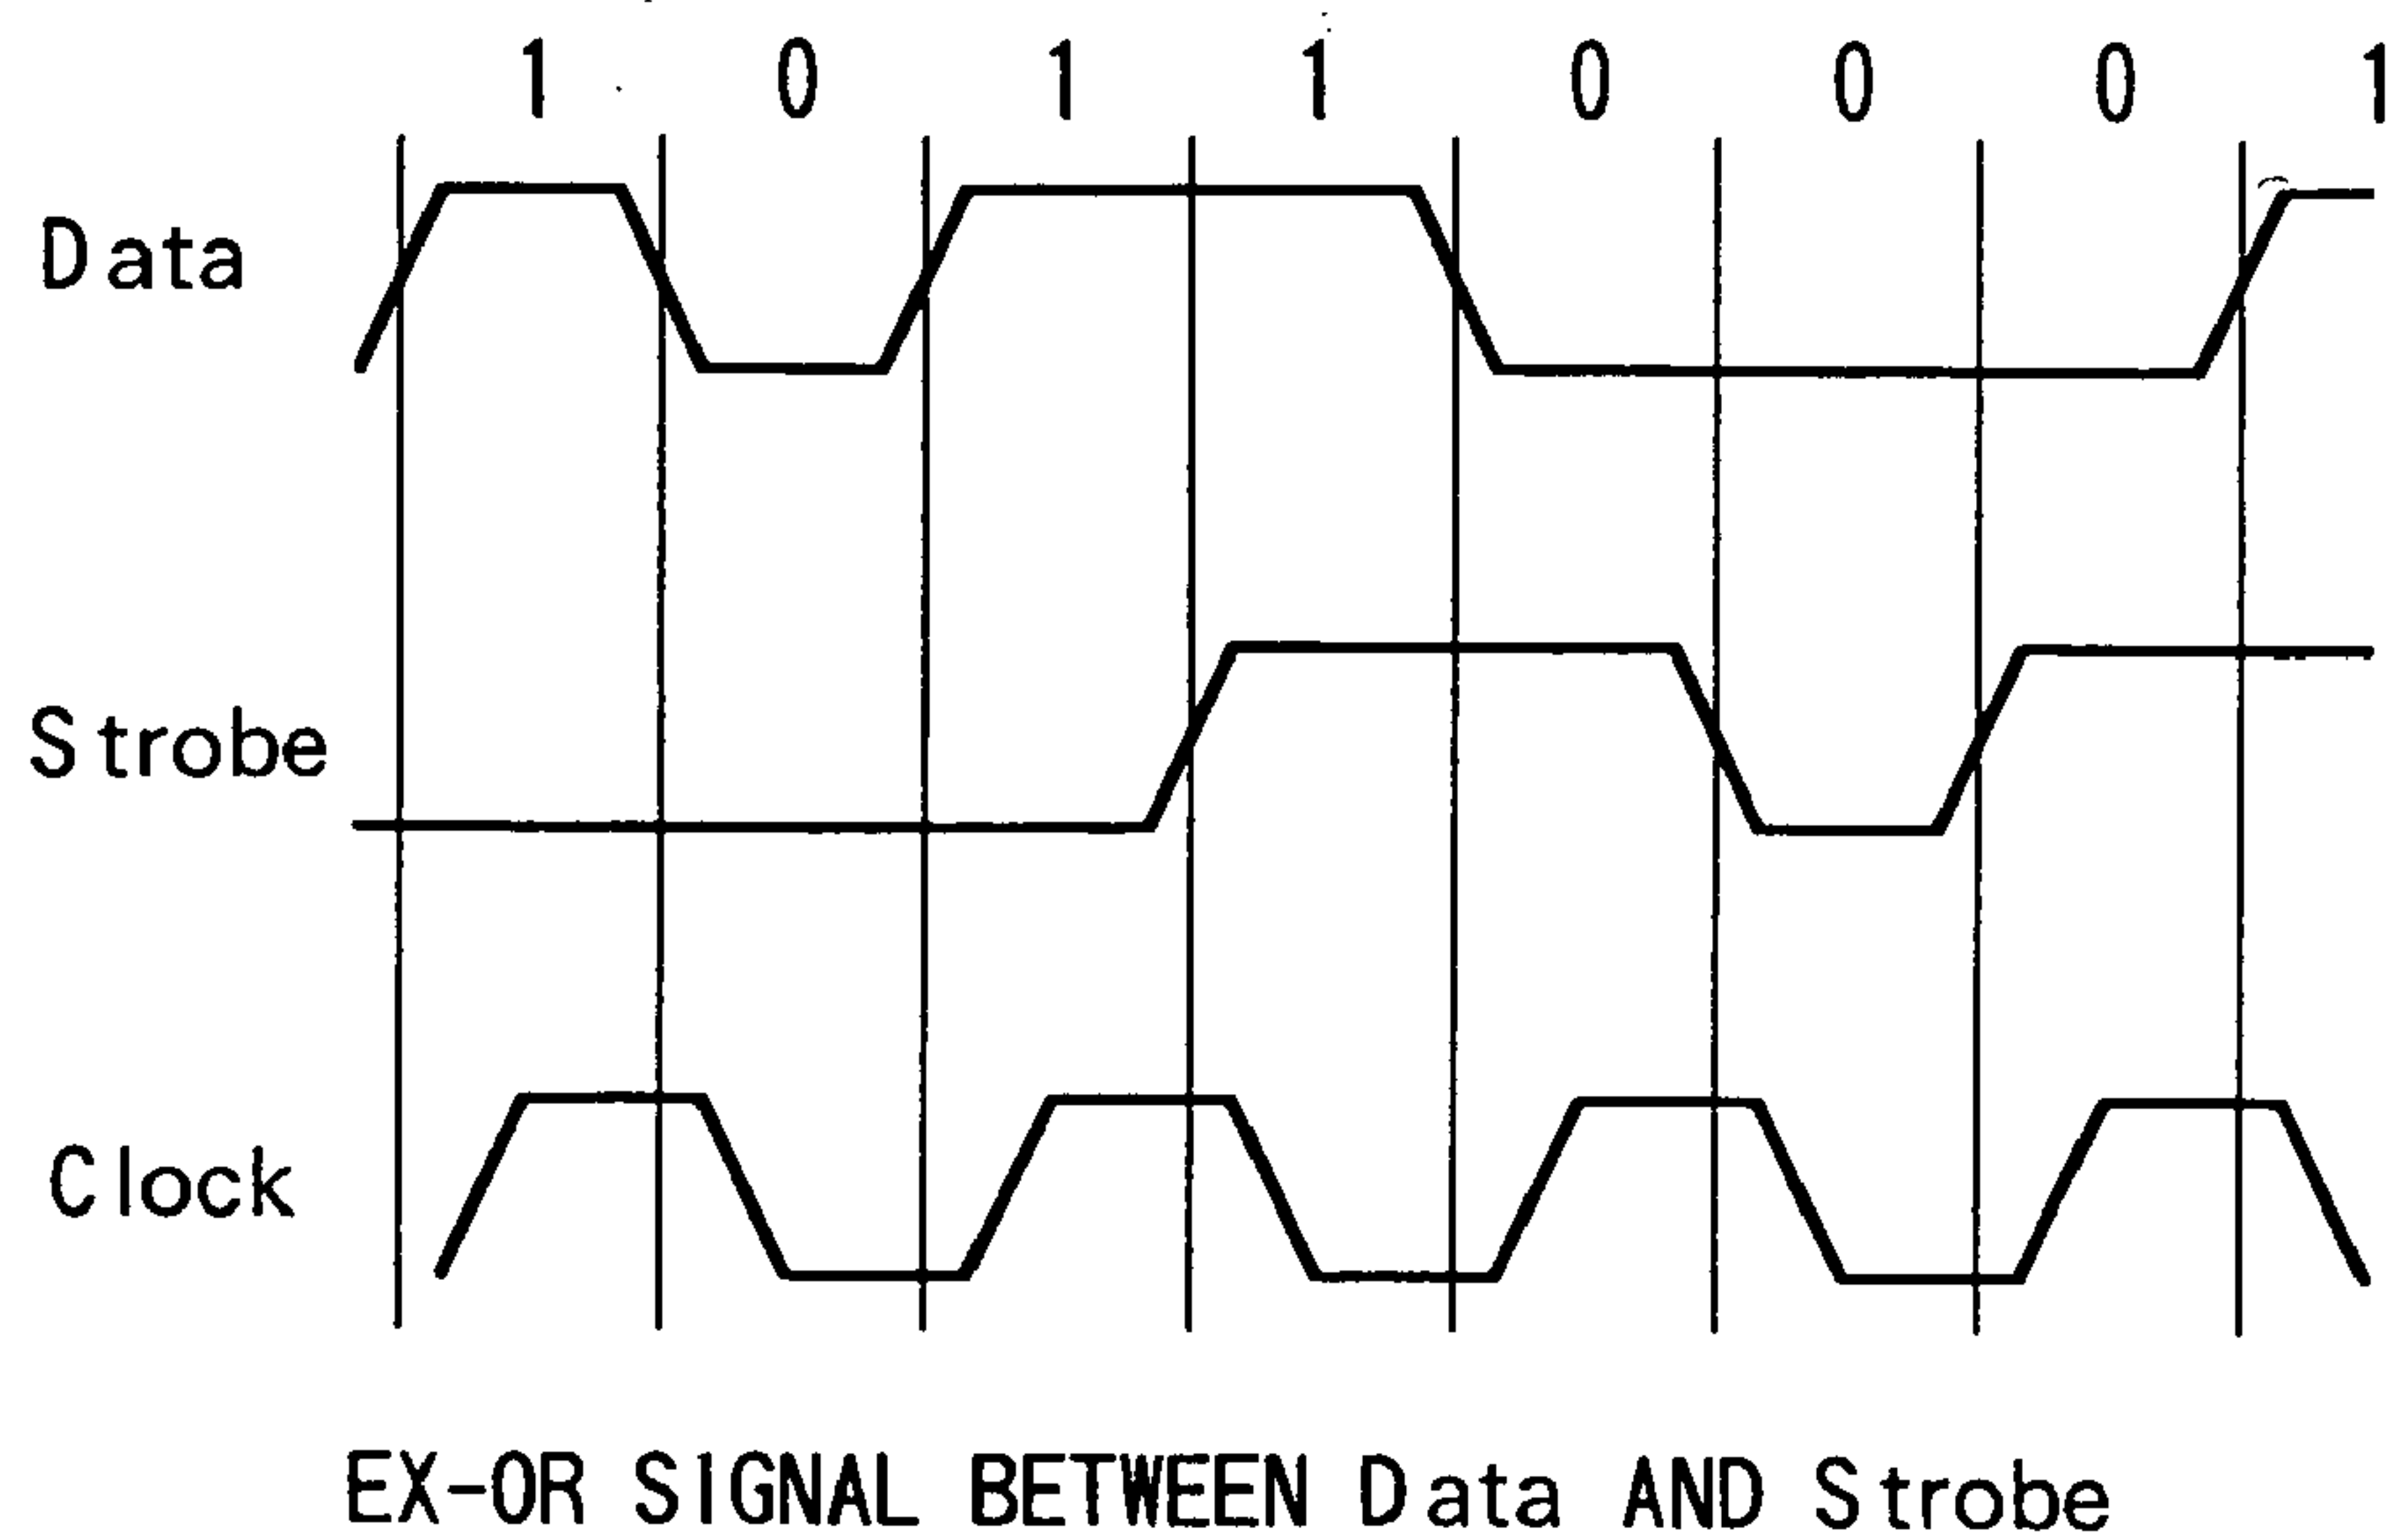 1 0 1 1 0 0 0 1
Data
Strobe
Clock
EX-OR SIGNAL BETWEEN Data AND Strobe